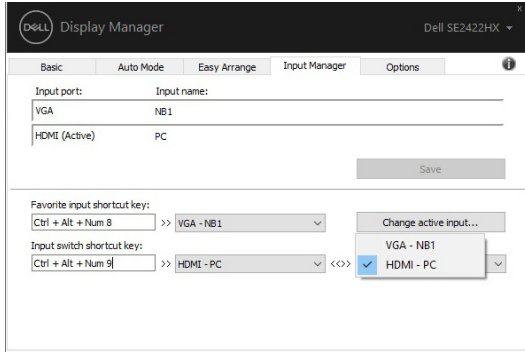 DELL Display Manager Dell SE2422HX
Basic Auto Mode Easy Arrange Input Manager Options
Input port: Input name:
VGA NB1
HDMI (Active) PC
Save
Favorite input shortcut key:
Ctrl + Alt + Num 8 >> VGA - NB1 Change active input...
Input switch shortcut key:
Ctrl + Alt + Num 9 >> HDMI - PC <<>>
VGA - NB1
HDMI - PC